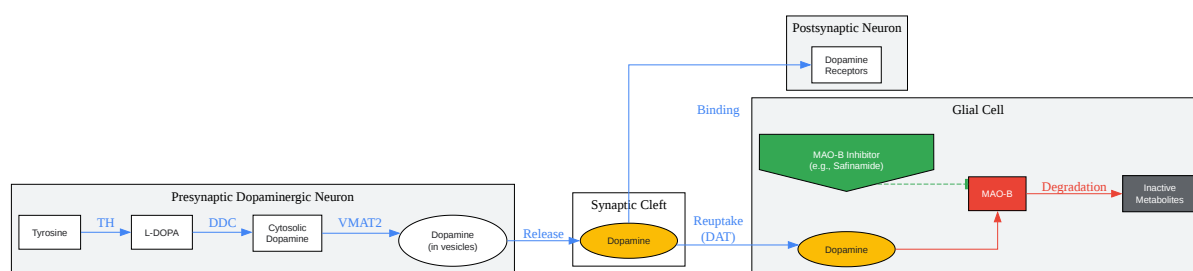 Postsynaptic Neuron
Dopamine
Receptors
Binding
Glial Cell
MAO-B Inhibitor
(e.g., Safinamide)
Presynaptic Dopaminergic Neuron
Tyrosine
TH
L-DOPA
DDC
Cytosolic
Dopamine
VMAT2
Dopamine
(in vesicles)
Release
Synaptic Cleft
Dopamine
Reuptake
(DAT)
Dopamine
MAO-B
Degradation
Inactive
Metabolites